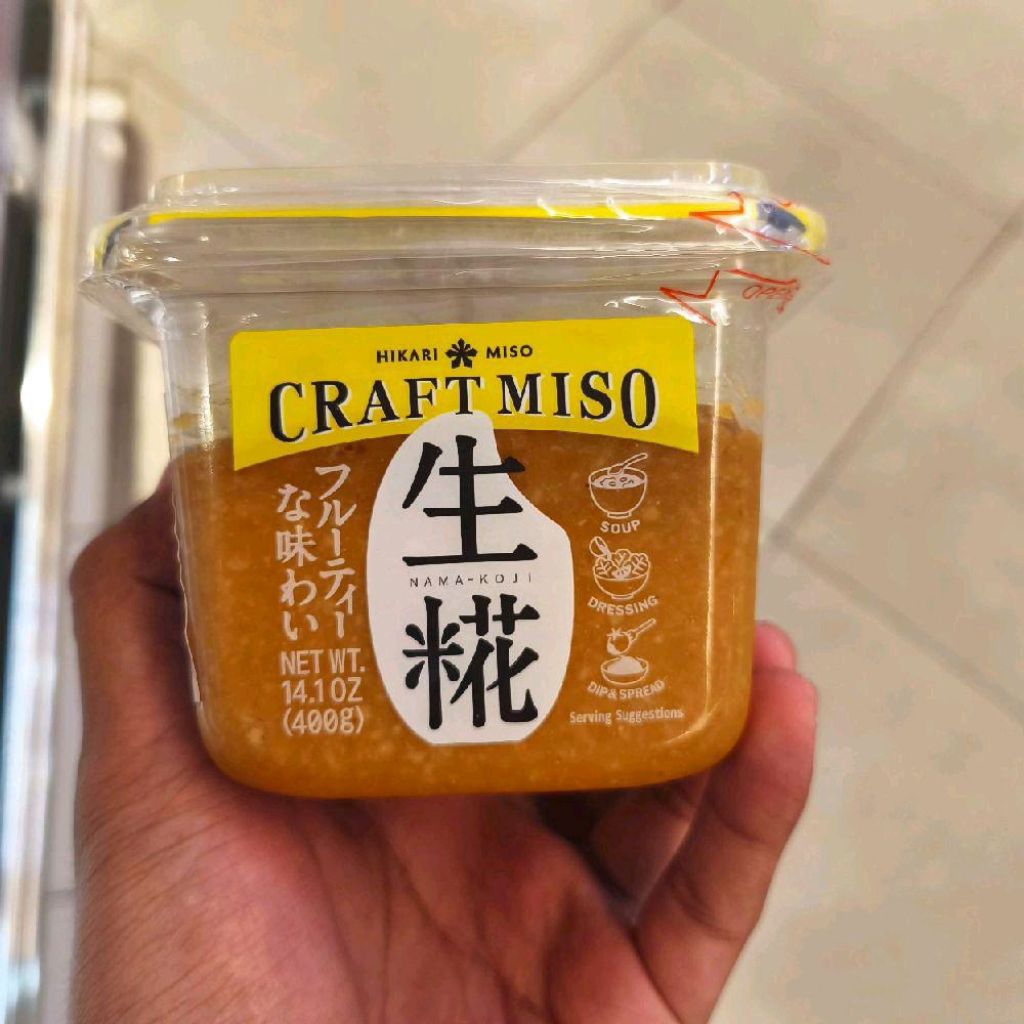 HIKARI MISO
CRAFT MISO
生糀
NAMA-KOJI
フルーティー
な味わい
NET WT.
14.1 OZ
(400g)
SOUP
DRESSING
DIP & SPREAD
Serving Suggestions
OPEN